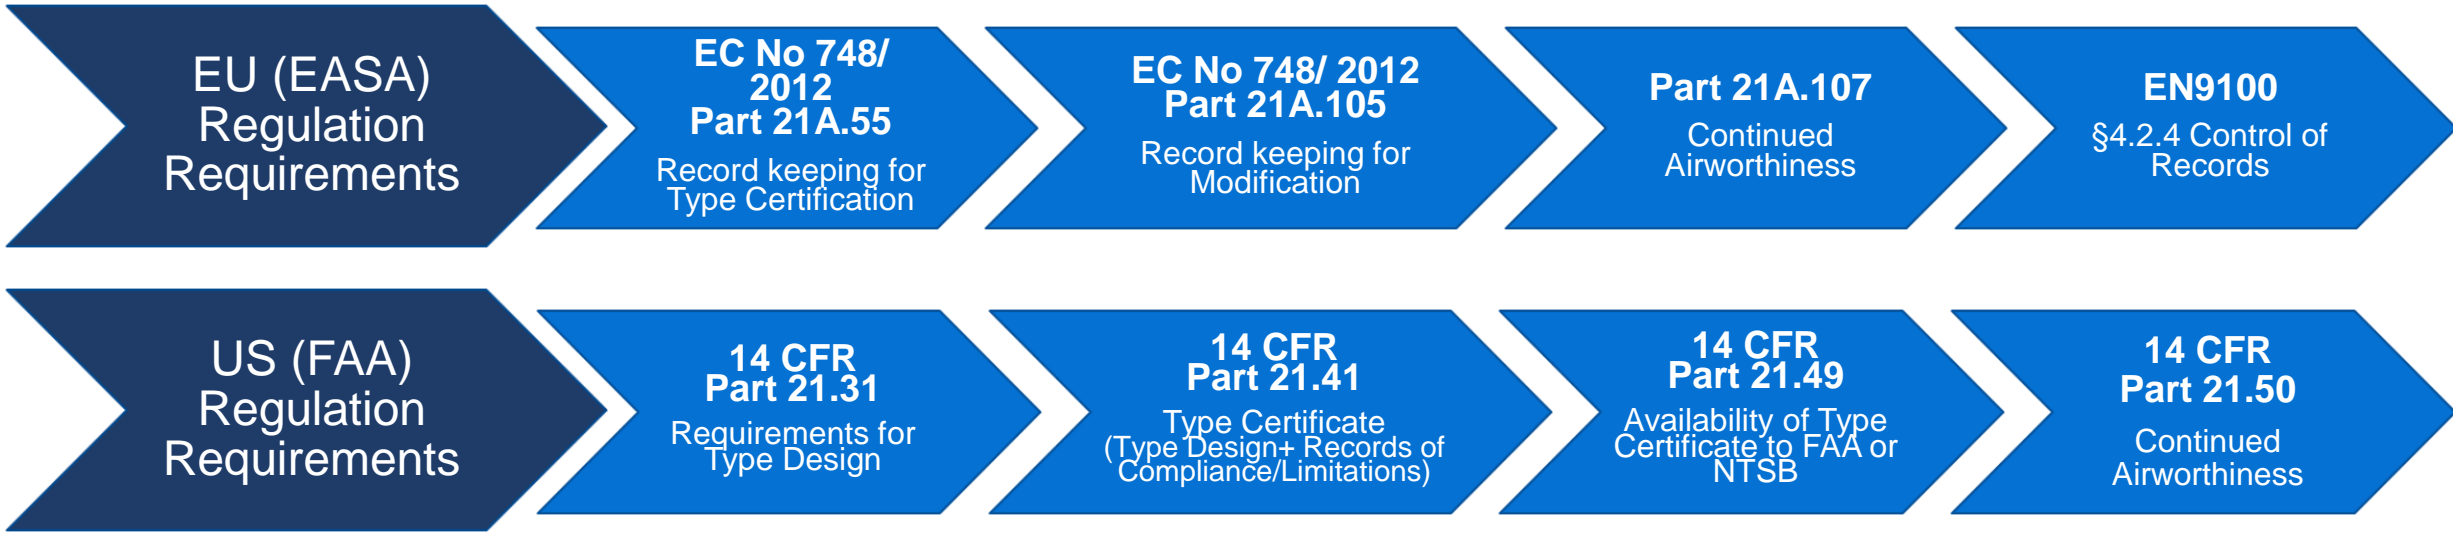 EU (EASA)
Regulation
Requirements
EC No 748/
2012
Part 21A.55
Record keeping for
Type Certification
EC No 748/ 2012
Part 21A.105
Record keeping for
Modification
Part 21A.107
Continued
Airworthiness
EN9100
§4.2.4 Control of
Records
US (FAA)
Regulation
Requirements
14 CFR
Part 21.31
Requirements for
Type Design
14 CFR
Part 21.41
Type Certificate
(Type Design+ Records of
Compliance/Limitations)
14 CFR
Part 21.49
Availability of Type
Certificate to FAA or
NTSB
14 CFR
Part 21.50
Continued
Airworthiness